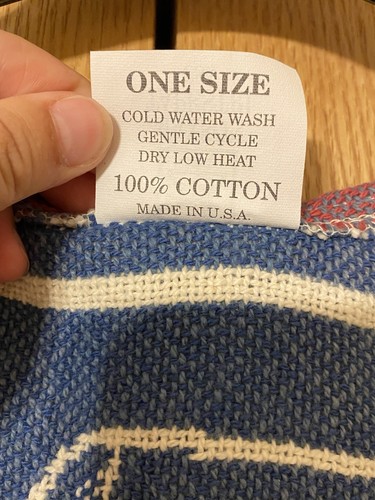 ONE SIZE
COLD WATER WASH
GENTLE CYCLE
DRY LOW HEAT
100% COTTON
MADE IN U.S.A.